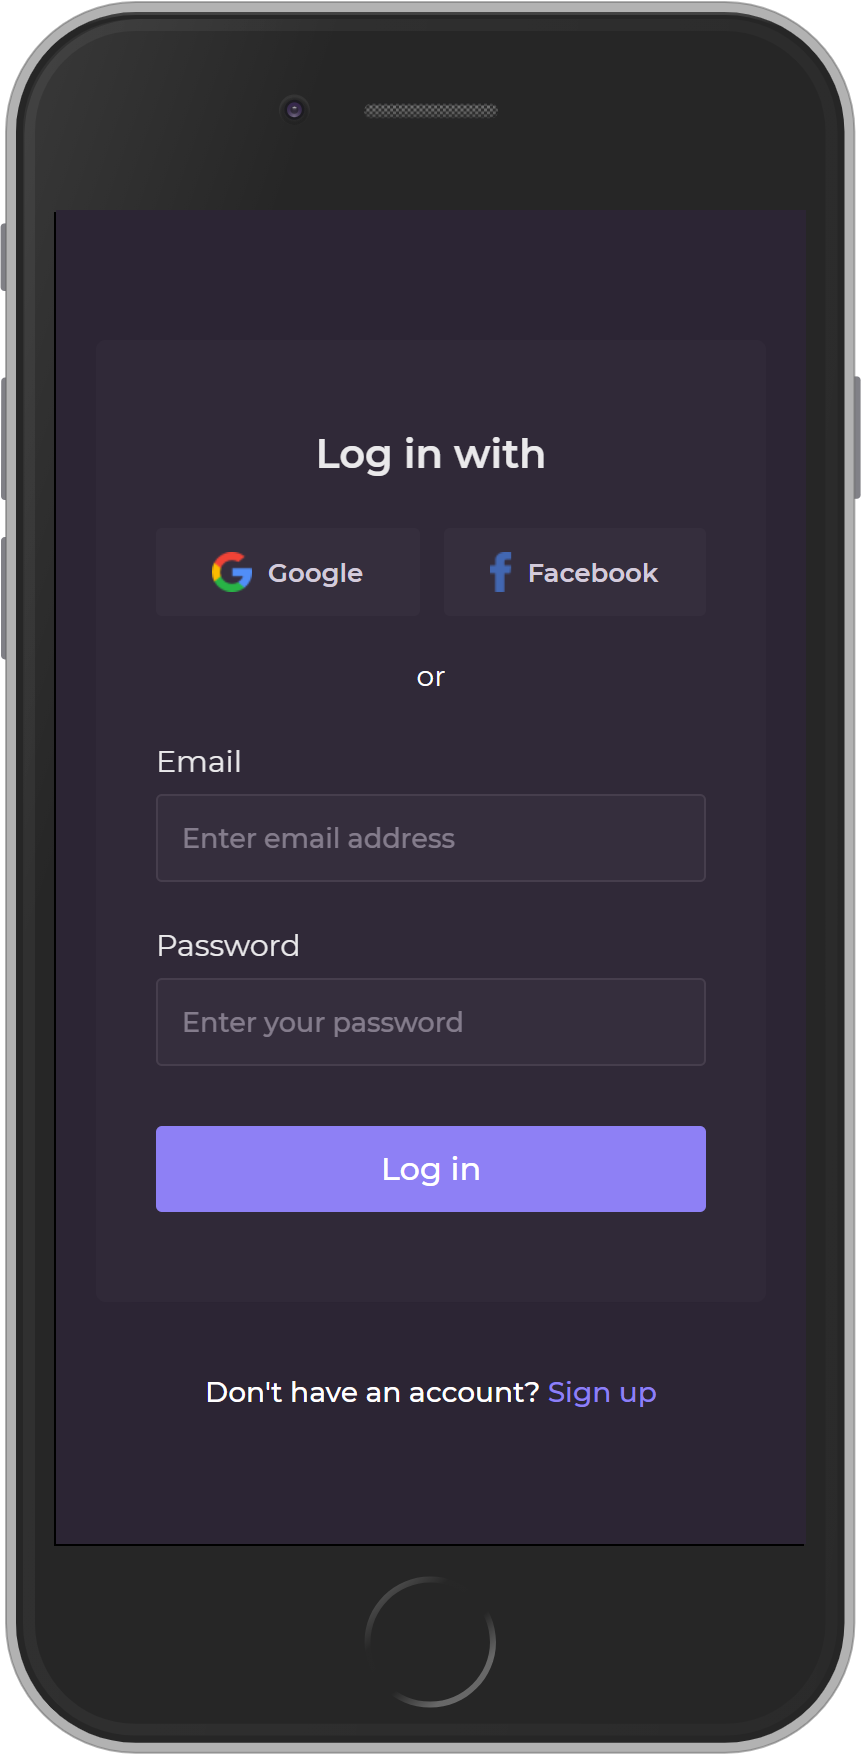 Log in with
Google Facebook
or
Email
Enter email address
Password
Enter your password
Log in
Don't have an account? Sign up